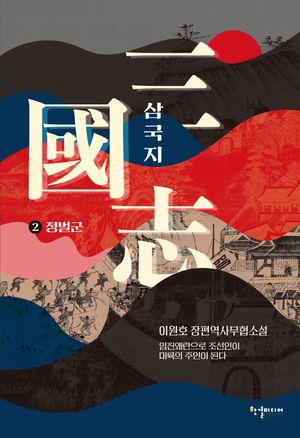 三國志
삼국지
2 정벌군
이원호 장편역사무협소설
임진왜란으로 조선인이
대륙의 주인이 된다
한결미디어